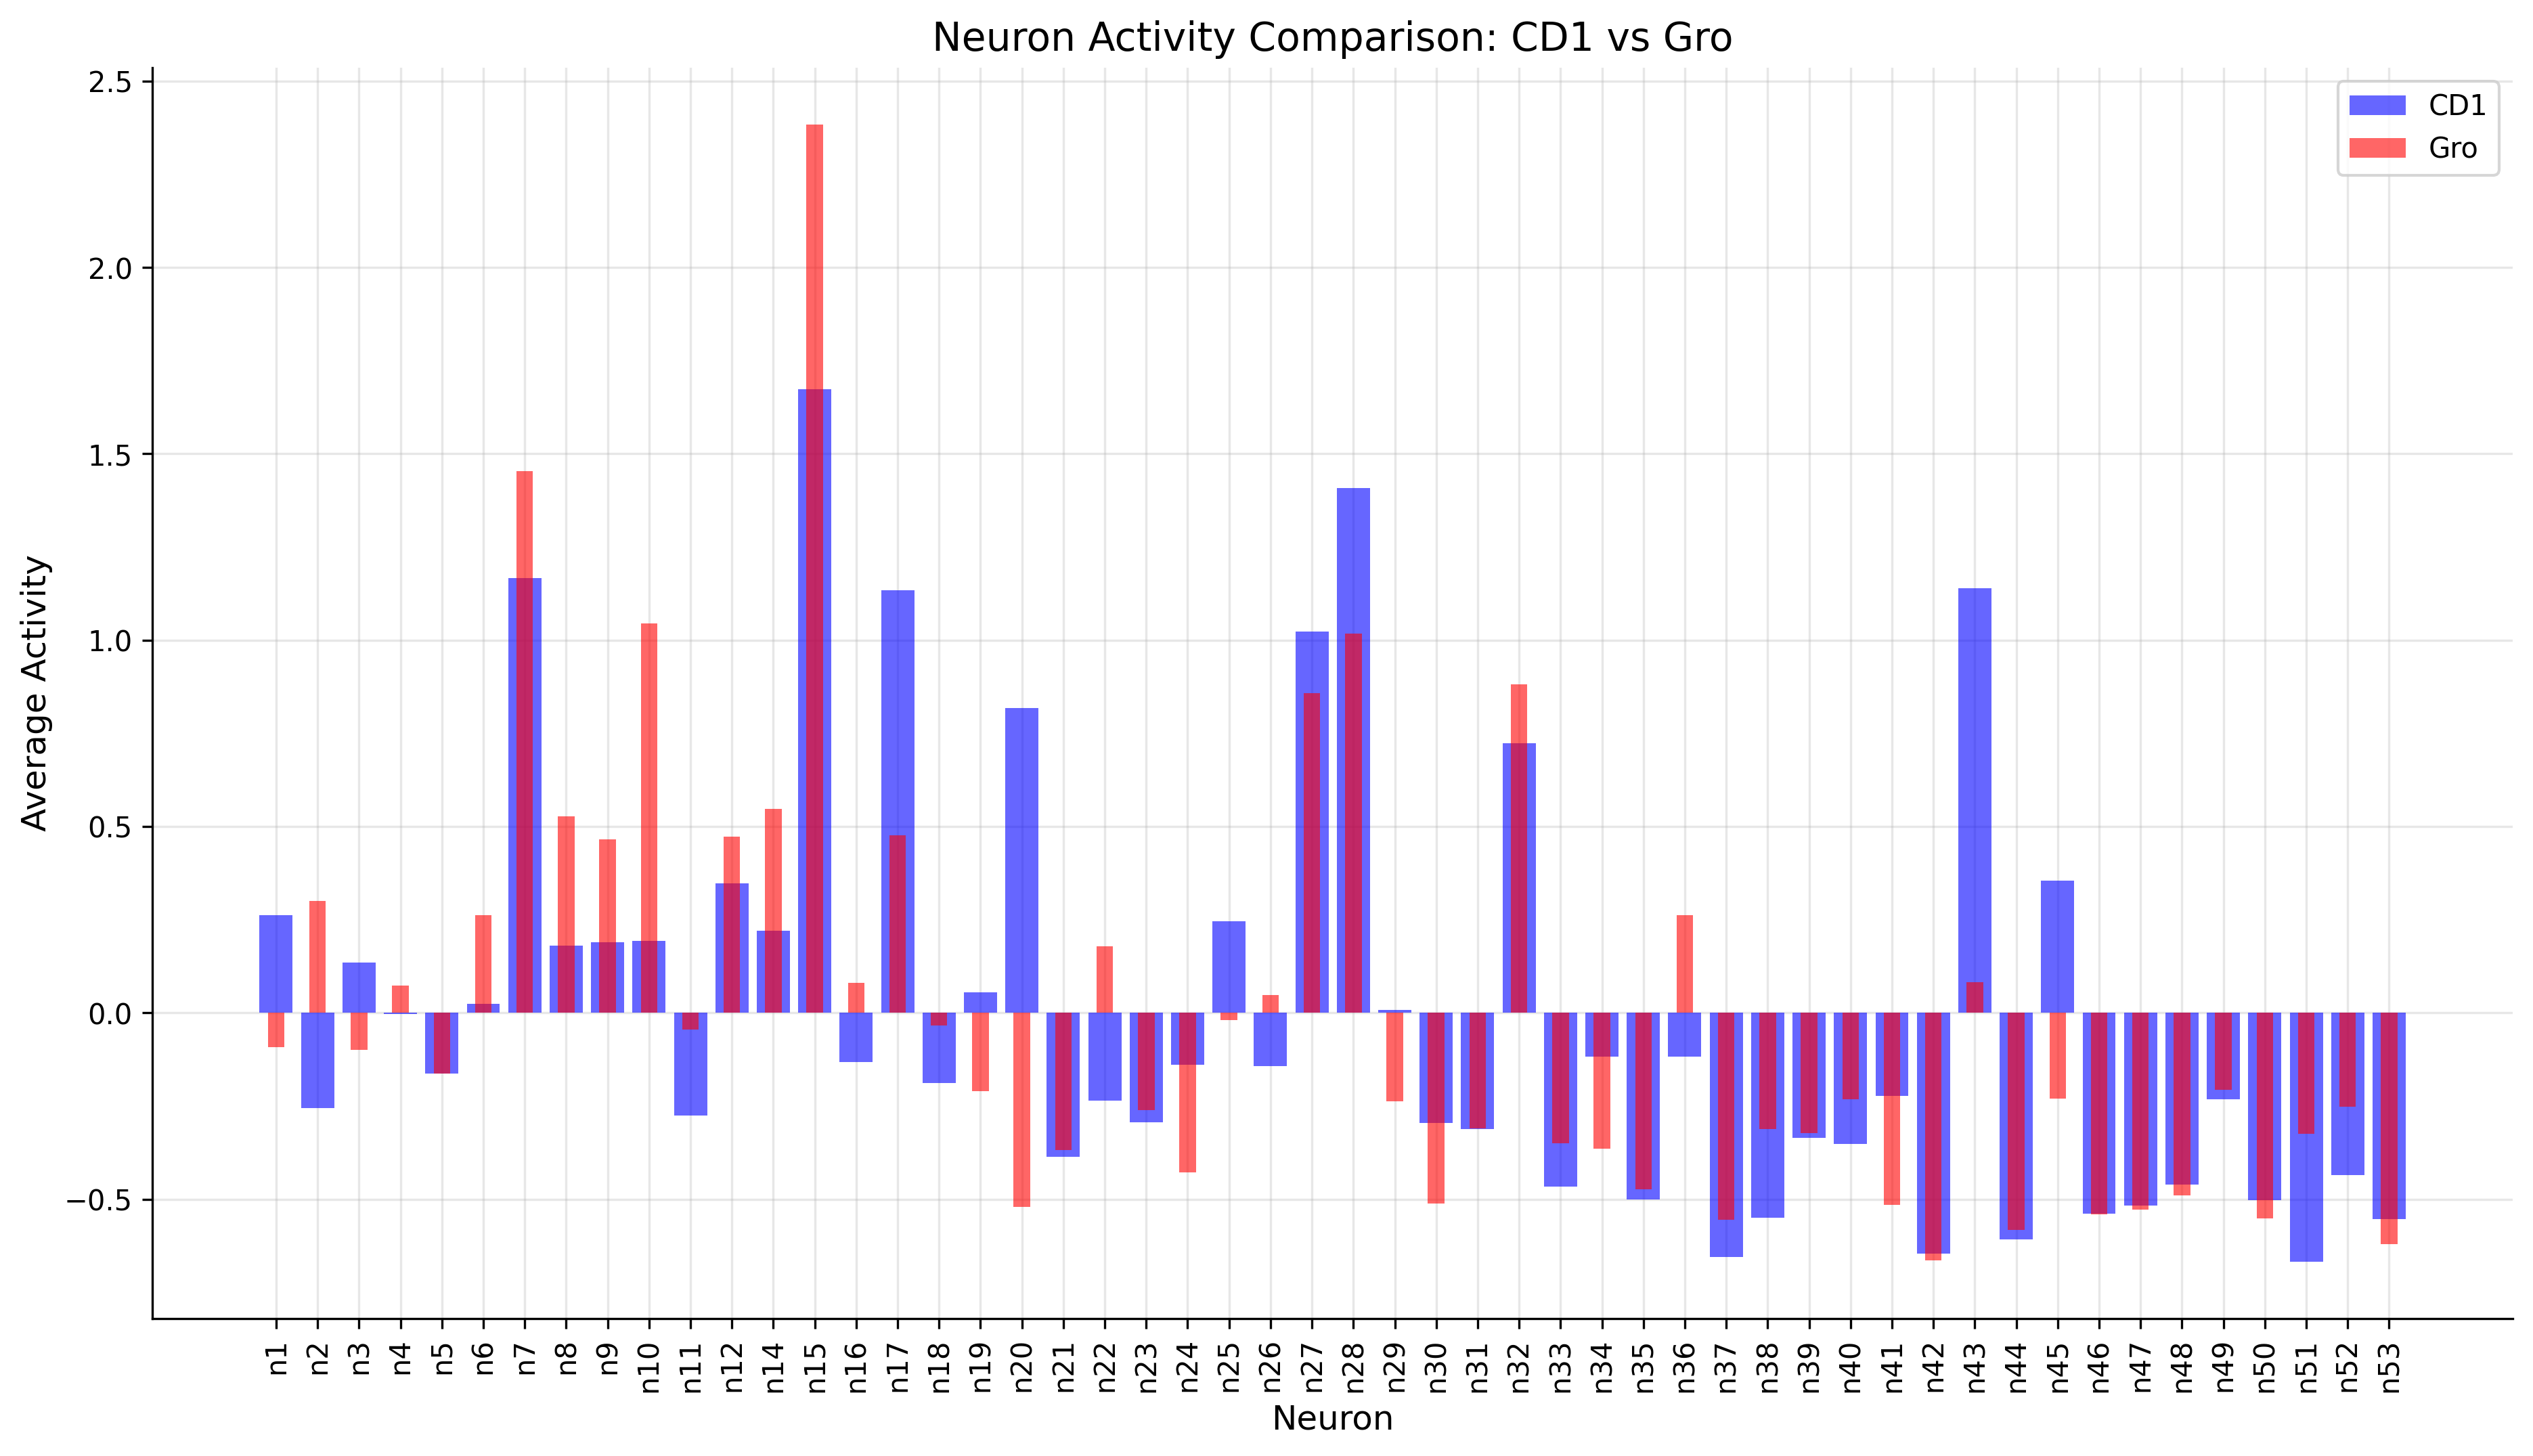 Neuron Activity Comparison: CD1 vs Gro
2.5
2.0
1.5
1.0
0.5
0.0
−0.5
Average Activity
CD1
Gro
n1 n2 n3 n4 n5 n6 n7 n8 n9 n10 n11 n12 n14 n15 n16 n17 n18 n19 n20 n21 n22 n23 n24 n25 n26 n27 n28 n29 n30 n31 n32 n33 n34 n35 n36 n37 n38 n39 n40 n41 n42 n43 n44 n45 n46 n47 n48 n49 n50 n51 n52 n53
Neuron